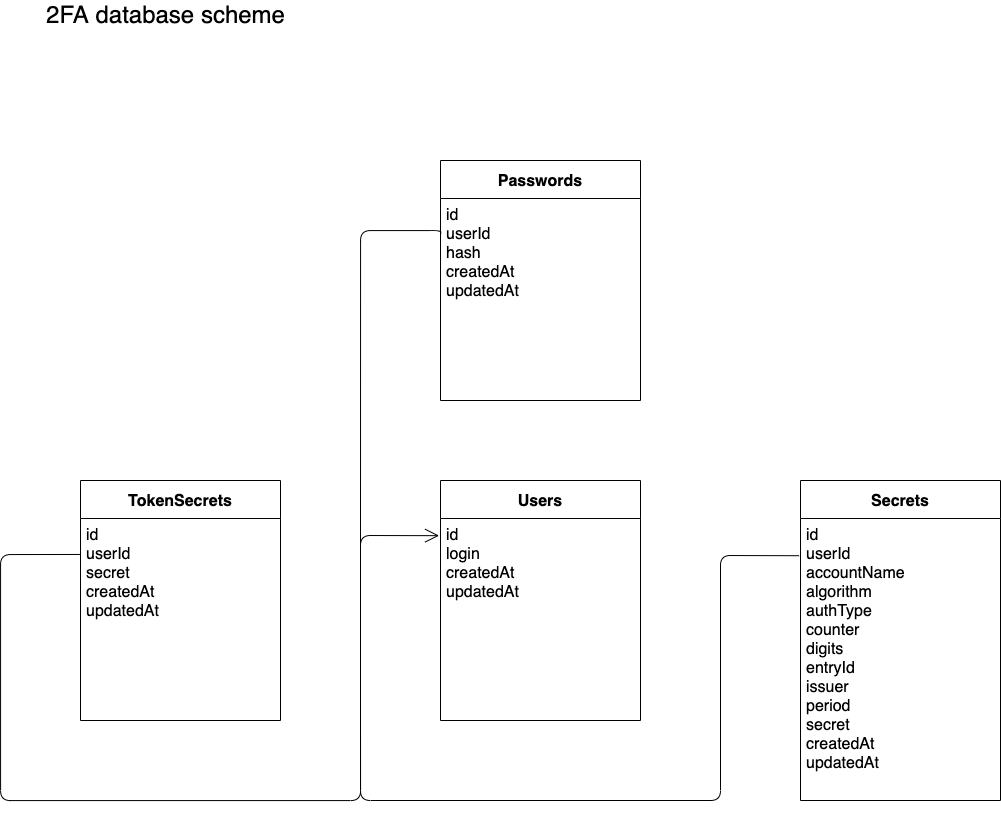 2FA database scheme
Passwords
id
userId
hash
createdAt
updatedAt
TokenSecrets
id
userId
secret
createdAt
updatedAt
Users
id
login
createdAt
updatedAt
Secrets
id
userId
accountName
algorithm
authType
counter
digits
entryId
issuer
period
secret
createdAt
updatedAt